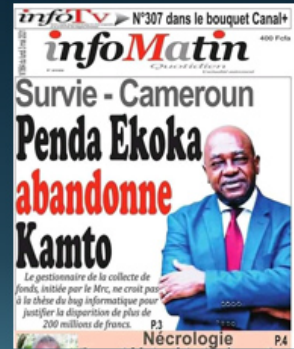 infoTv N°307 dans le bouquet Canal+
infoMatin
400 Fcfa
Quotidien
Survie - Cameroun
Penda Ekoka
abandonne
Kamto
Le gestionnaire de la collecte de
fonds, initiée par le Mrc, ne croit pas
à la thèse du bug informatique pour
justifier la disparition de plus de
200 millions de francs. P.3
Nécrologie P.4